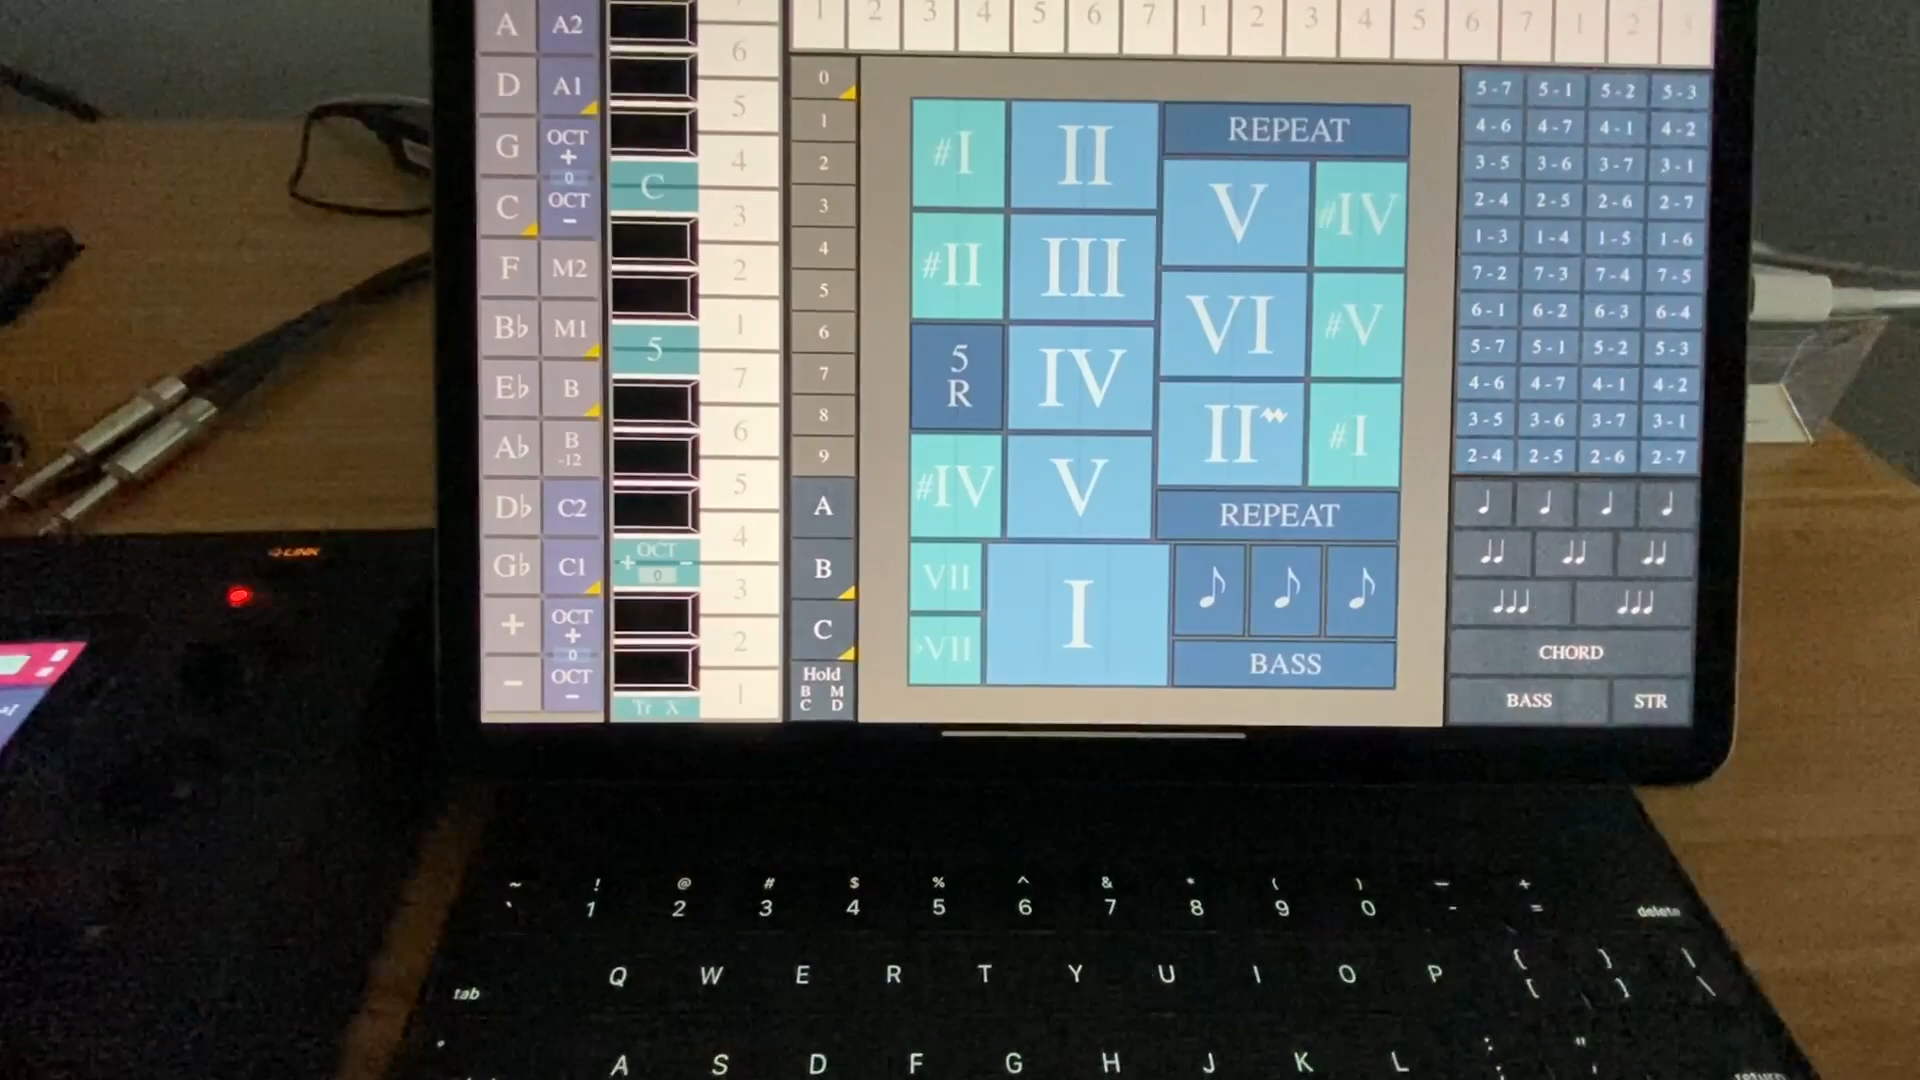 A A2
D A1
G OCT + 0
C OCT -
F M2
B♭ M1
E♭ B
A♭ B -12
D♭ C2
G♭ C1
+ OCT + 0
- OCT -
C
5
OCT
+ 0 -
Tr X
6
5
4
3
2
1
7
6
5
4
3
2
1
1 2 3 4 5 6 7 1 2 3 4 5 6 7 1 2 3
0
1
2
3
4
5
6
7
8
9
A
B
C
Hold
B M
C D
#I II REPEAT
V #IV
#II III
VI #V
5 R IV
II #I
#IV V
REPEAT
VII I ♪ ♪ ♪
♭VII BASS
5-7 5-1 5-2 5-3
4-6 4-7 4-1 4-2
3-5 3-6 3-7 3-1
2-4 2-5 2-6 2-7
1-3 1-4 1-5 1-6
7-2 7-3 7-4 7-5
6-1 6-2 6-3 6-4
5-7 5-1 5-2 5-3
4-6 4-7 4-1 4-2
3-5 3-6 3-7 3-1
2-4 2-5 2-6 2-7
♩ ♩ ♩ ♩
♩♩ ♩♩ ♩♩
♩♩♩ ♩♩♩
CHORD
BASS STR
~ ! @ # $ % ^ & * ( ) — +
` 1 2 3 4 5 6 7 8 9 0 - = delete
tab Q W E R T Y U I O P { [ } ] \
A S D F G H J K L : ; " '
return